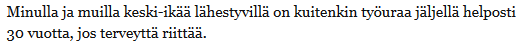 Minulla ja muilla keski-ikää lähestyvillä on kuitenkin työuraa jäljellä helposti
30 vuotta, jos terveyttä riittää.